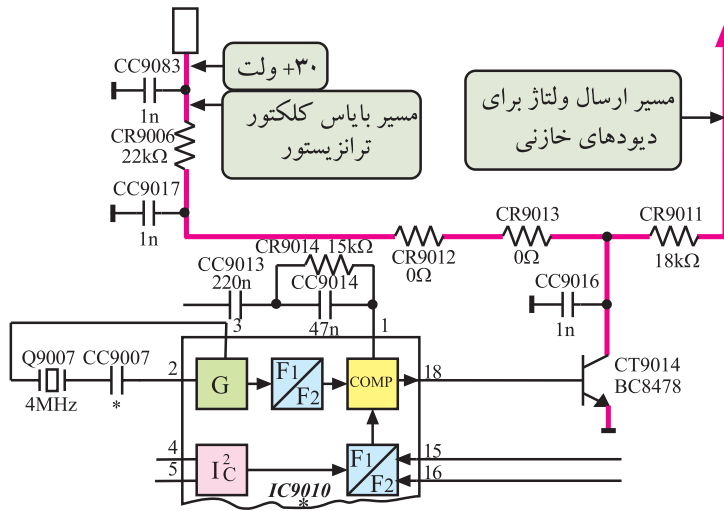 CC9083
1n
+۳۰ ولت
مسیر بایاس کلکتور
ترانزیستور
مسیر ارسال ولتاژ برای
دیودهای خازنی
CR9006
22kΩ
CC9017
1n
CR9012
0Ω
CR9013
0Ω
CR9011
18kΩ
CR9014 15kΩ
CC9013
220n
CC9014
47n
CC9016
1n
3
1
Q9007
4MHz
CC9007
*
2
G
F1
F2
COMP
18
CT9014
BC8478
4
5
I²C
F1
F2
15
16
IC9010
*